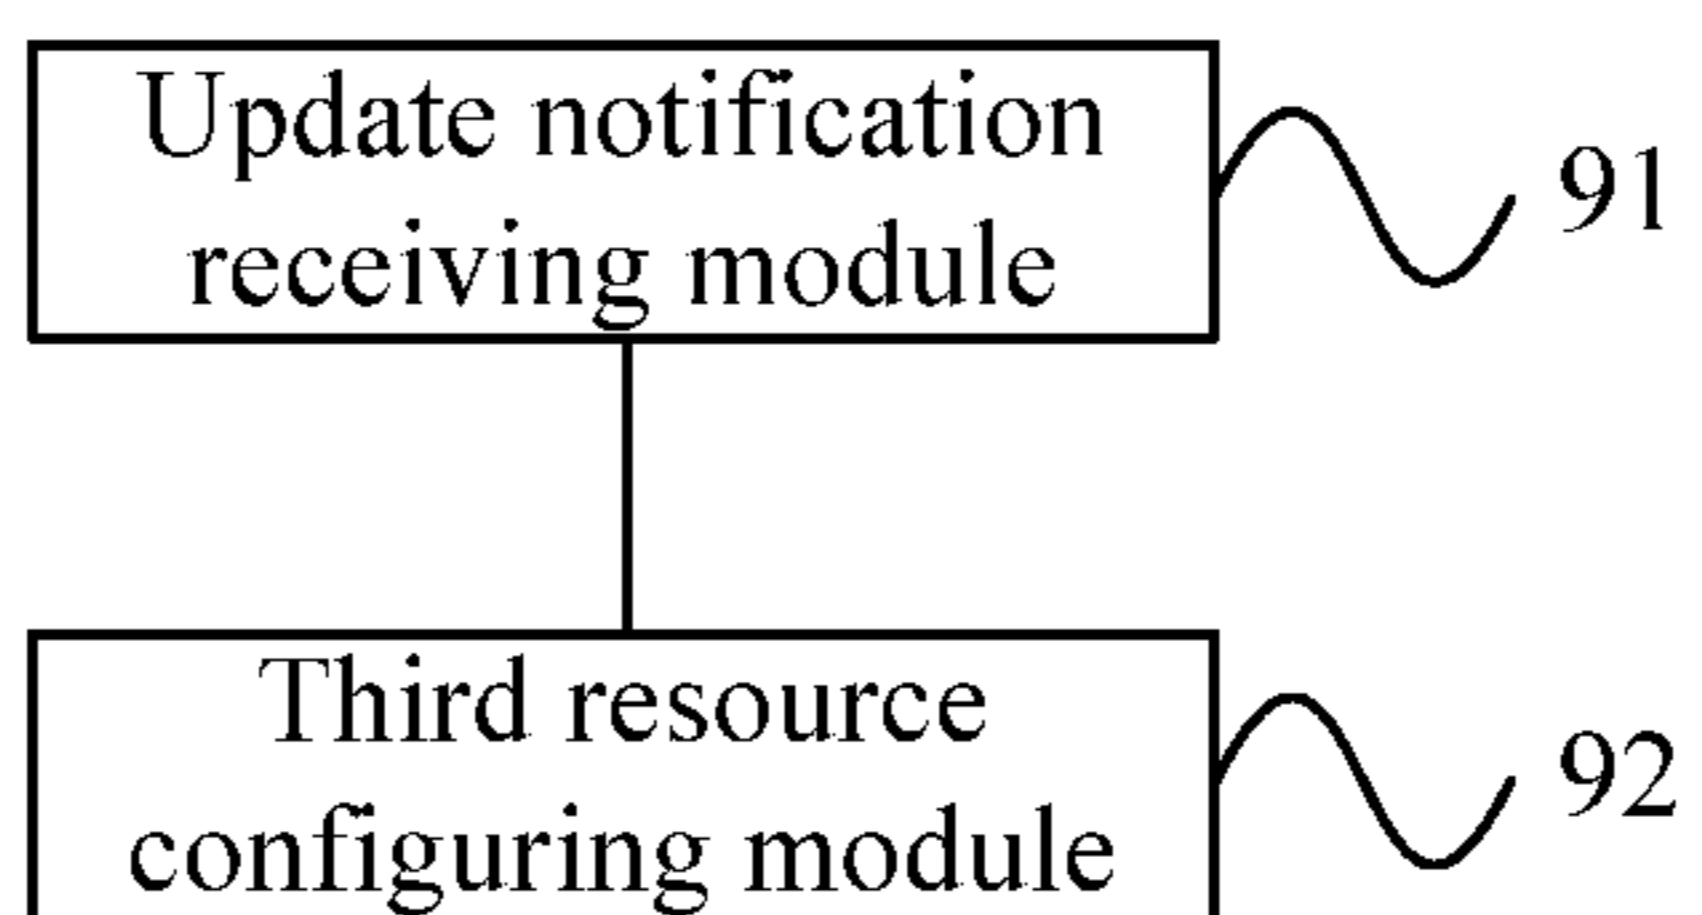 Update notification
receiving module
91
Third resource
configuring module
92